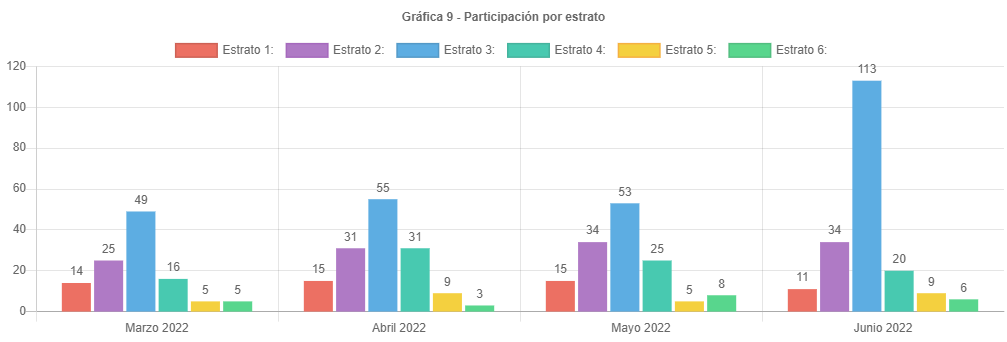 Gráfica 9 - Participación por estrato
Estrato 1: Estrato 2: Estrato 3: Estrato 4: Estrato 5: Estrato 6:
120
100
80
60
40
20
0
14 25 49 16 5 5
15 31 55 31 9 3
15 34 53 25 5 8
11 34 113 20 9 6
Marzo 2022 Abril 2022 Mayo 2022 Junio 2022